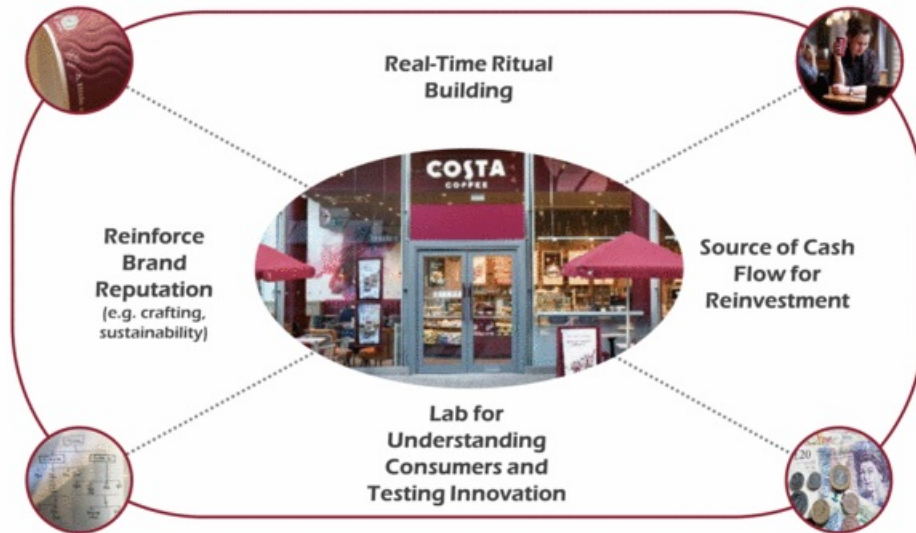 Real-Time Ritual
Building
COSTA
COFFEE
Reinforce
Brand
Reputation
(e.g. crafting,
sustainability)
Source of Cash
Flow for
Reinvestment
Lab for
Understanding
Consumers and
Testing Innovation
£20